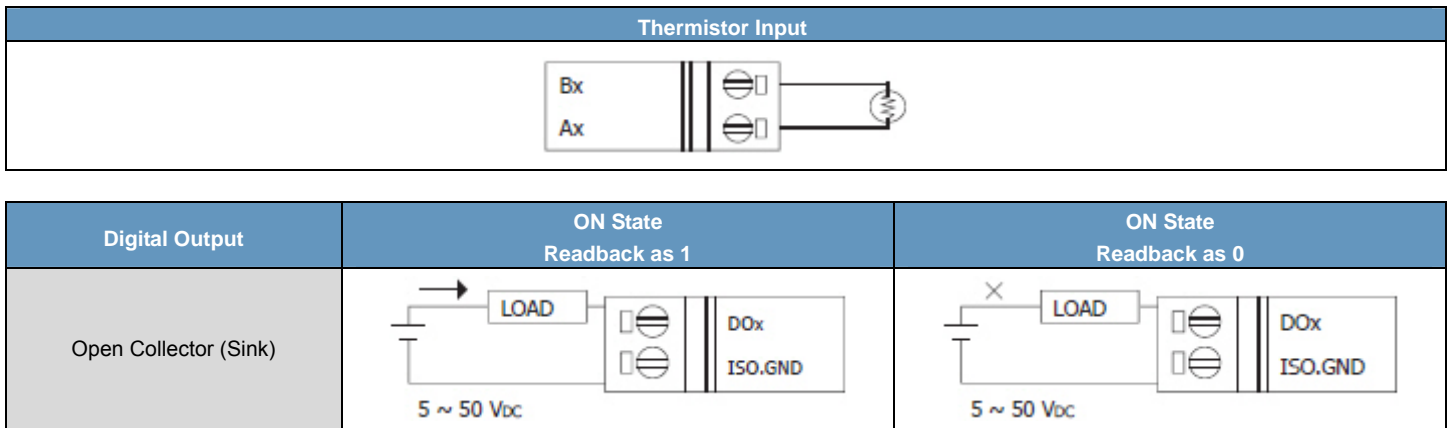 Thermistor Input
Bx
Ax
Digital Output
ON State
Readback as 1
ON State
Readback as 0
Open Collector (Sink)
LOAD
DOx
ISO.GND
5 ~ 50 VDC
LOAD
DOx
ISO.GND
5 ~ 50 VDC